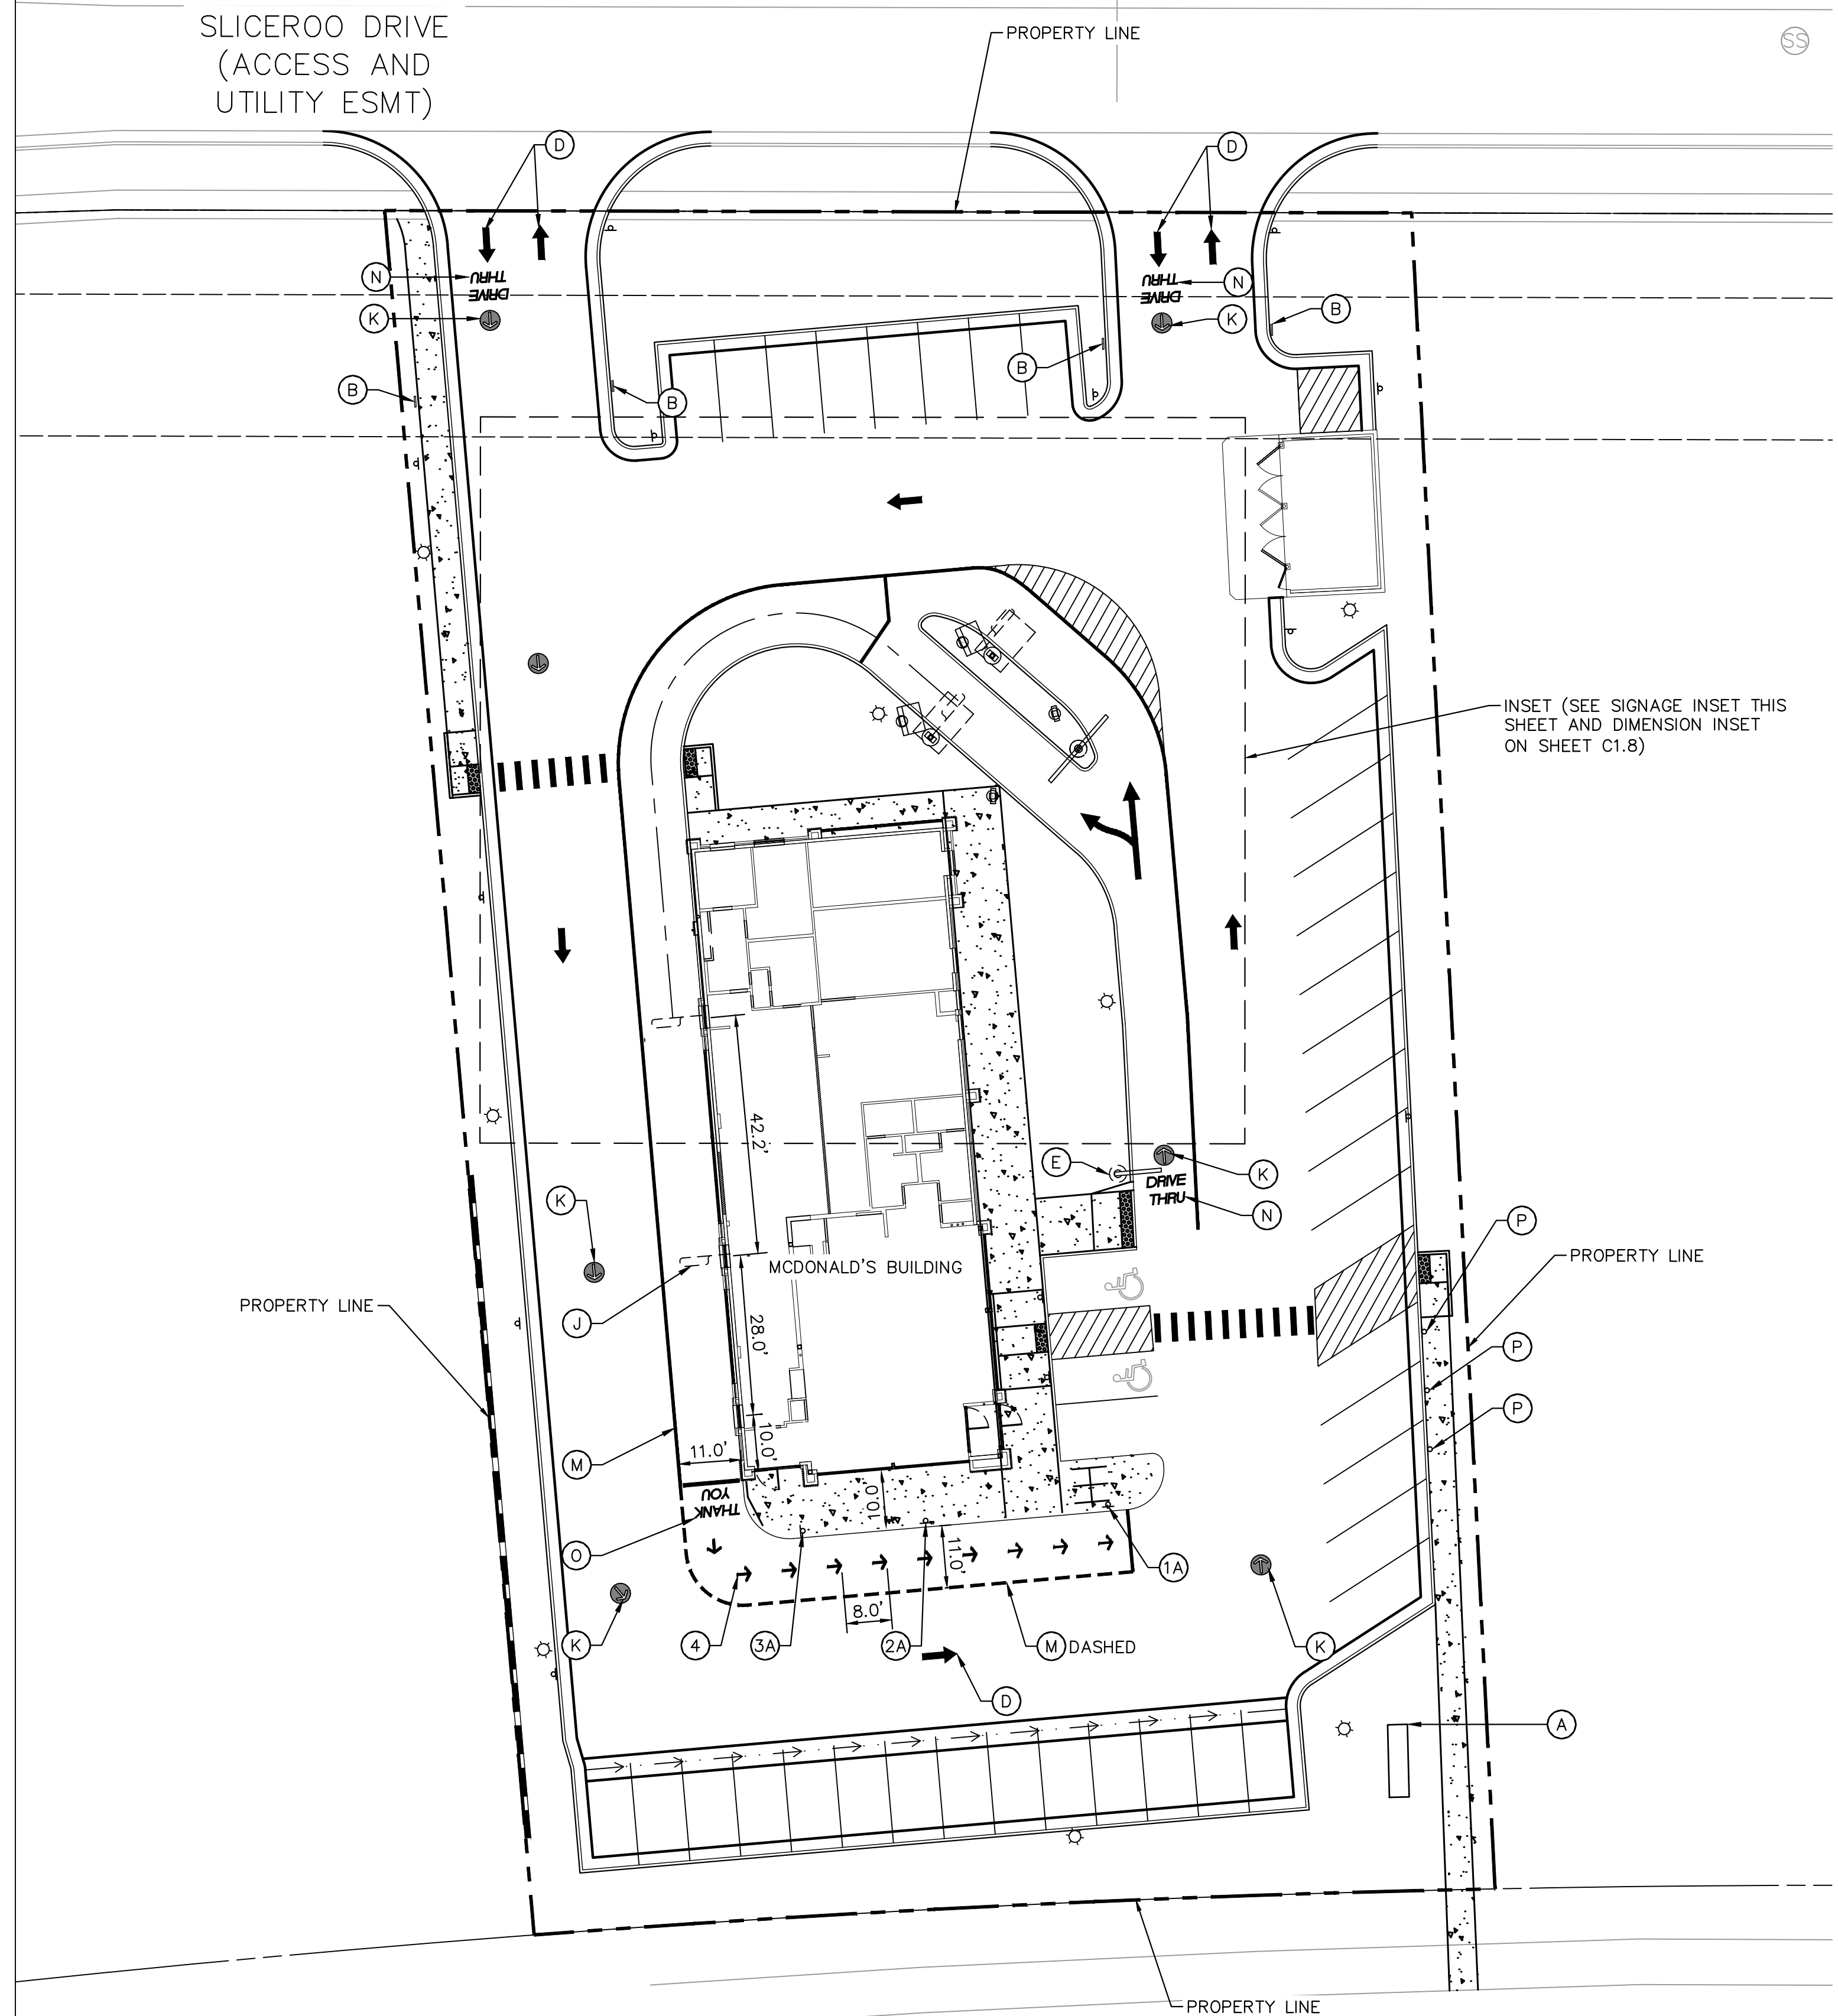 SLICEROO DRIVE
(ACCESS AND
UTILITY ESMT)
PROPERTY LINE
SS
D
D
N
THRU
DRIVE
K
THRU
DRIVE
N
K
B
B
B
B
INSET (SEE SIGNAGE INSET THIS
SHEET AND DIMENSION INSET
ON SHEET C1.8)
42.2'
E
K
DRIVE
THRU
N
K
P
PROPERTY LINE
MCDONALD'S BUILDING
PROPERTY LINE
J
28.0'
P
P
M
11.0'
10.0'
THANK
YOU
10.0'
O
11.0'
1A
8.0'
K
4
3A
2A
M DASHED
K
D
A
PROPERTY LINE